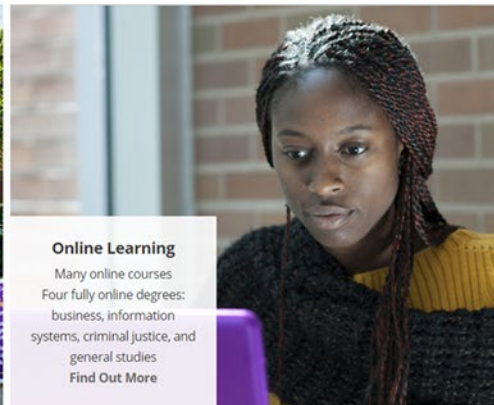 Online Learning
Many online courses
Four fully online degrees:
business, information
systems, criminal justice, and
general studies
Find Out More